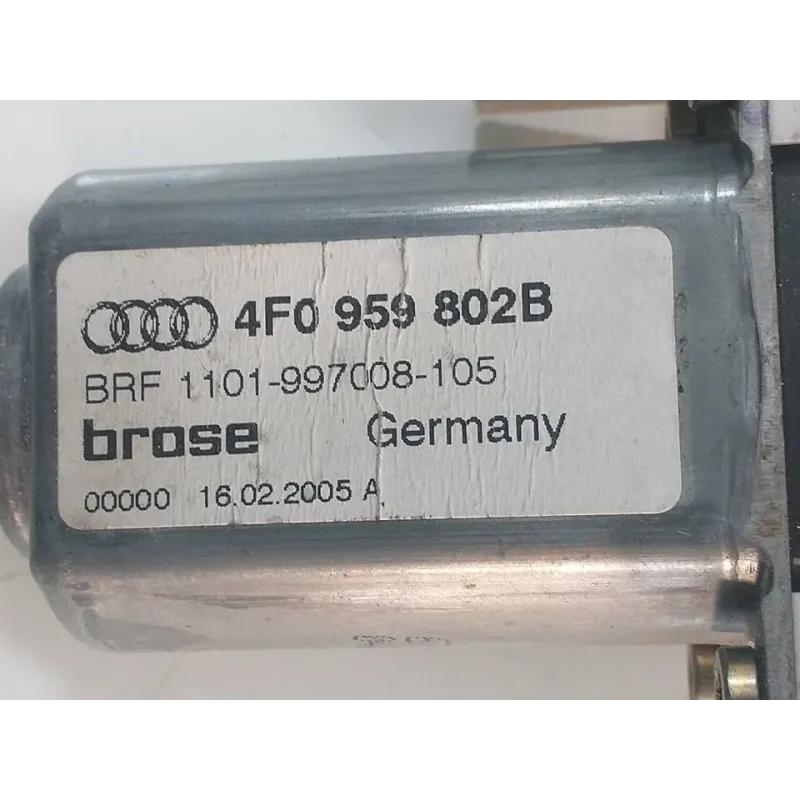 4F0 959 802B
BRF 1101-997008-105
brose Germany
00000 16.02.2005 A